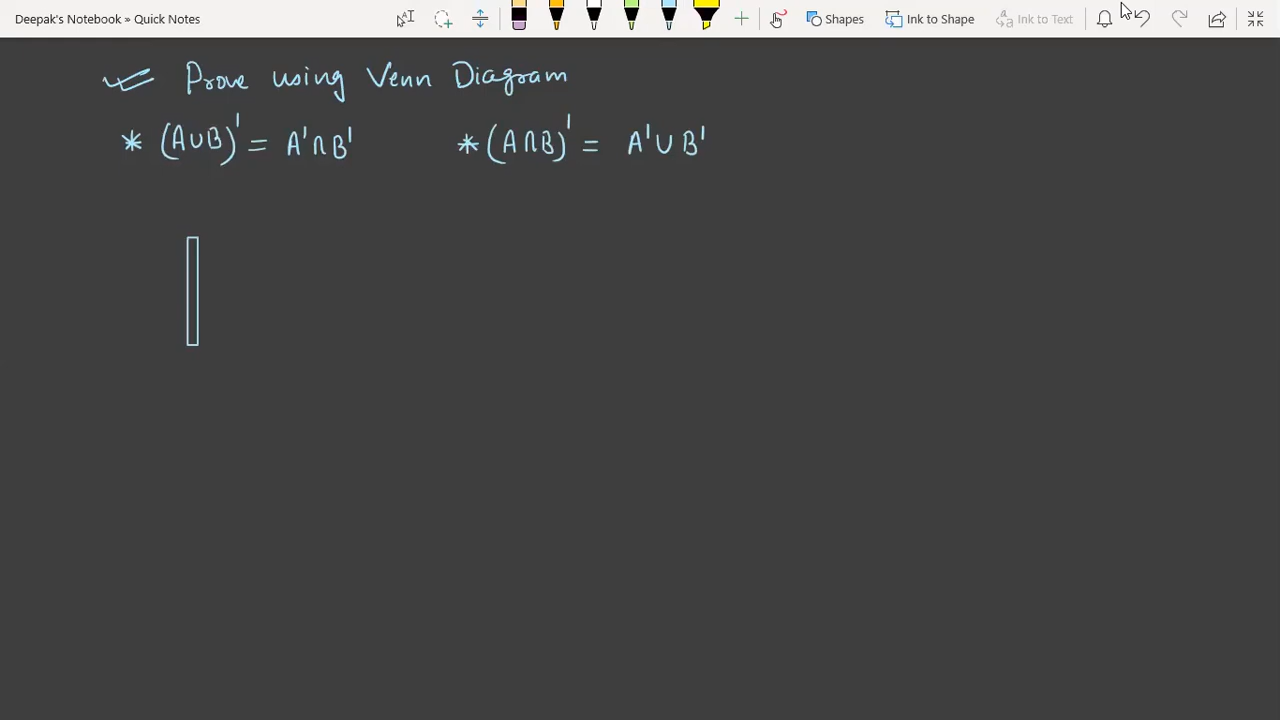 Deepak's Notebook » Quick Notes
Shapes
Ink to Shape
Ink to Text
Prove using Venn Diagram
* (A∪B)' = A'∩B' * (A∩B)' = A'∪B'